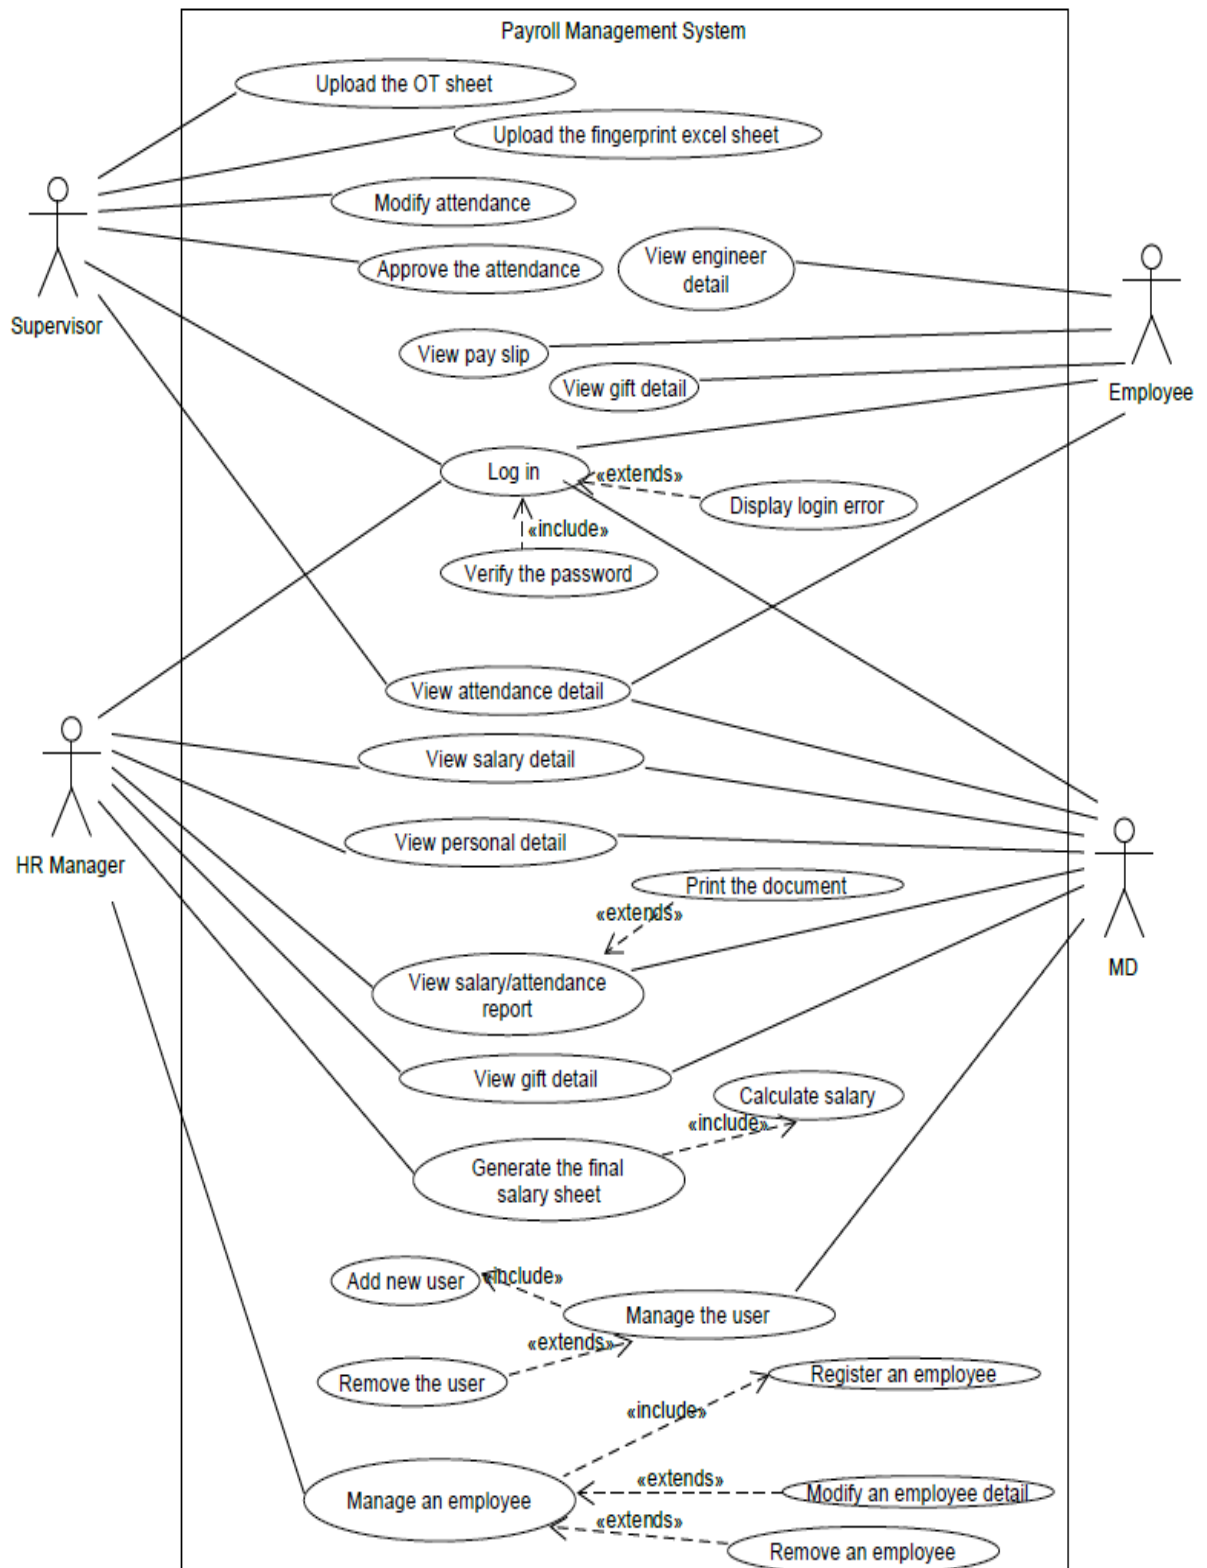 Payroll Management System
Upload the OT sheet
Upload the fingerprint excel sheet
Modify attendance
View engineer
detail
Approve the attendance
Supervisor
View pay slip
View gift detail
Employee
Log in
«extends»
Display login error
«include»
Verify the password
View attendance detail
View salary detail
View personal detail
HR Manager
Print the document
«extends»
MD
View salary/attendance
report
View gift detail
Calculate salary
«include»
Generate the final
salary sheet
Add new user
«include»
Manage the user
«extends»
Remove the user
Register an employee
«include»
«extends»
Modify an employee detail
Manage an employee
«extends»
Remove an employee